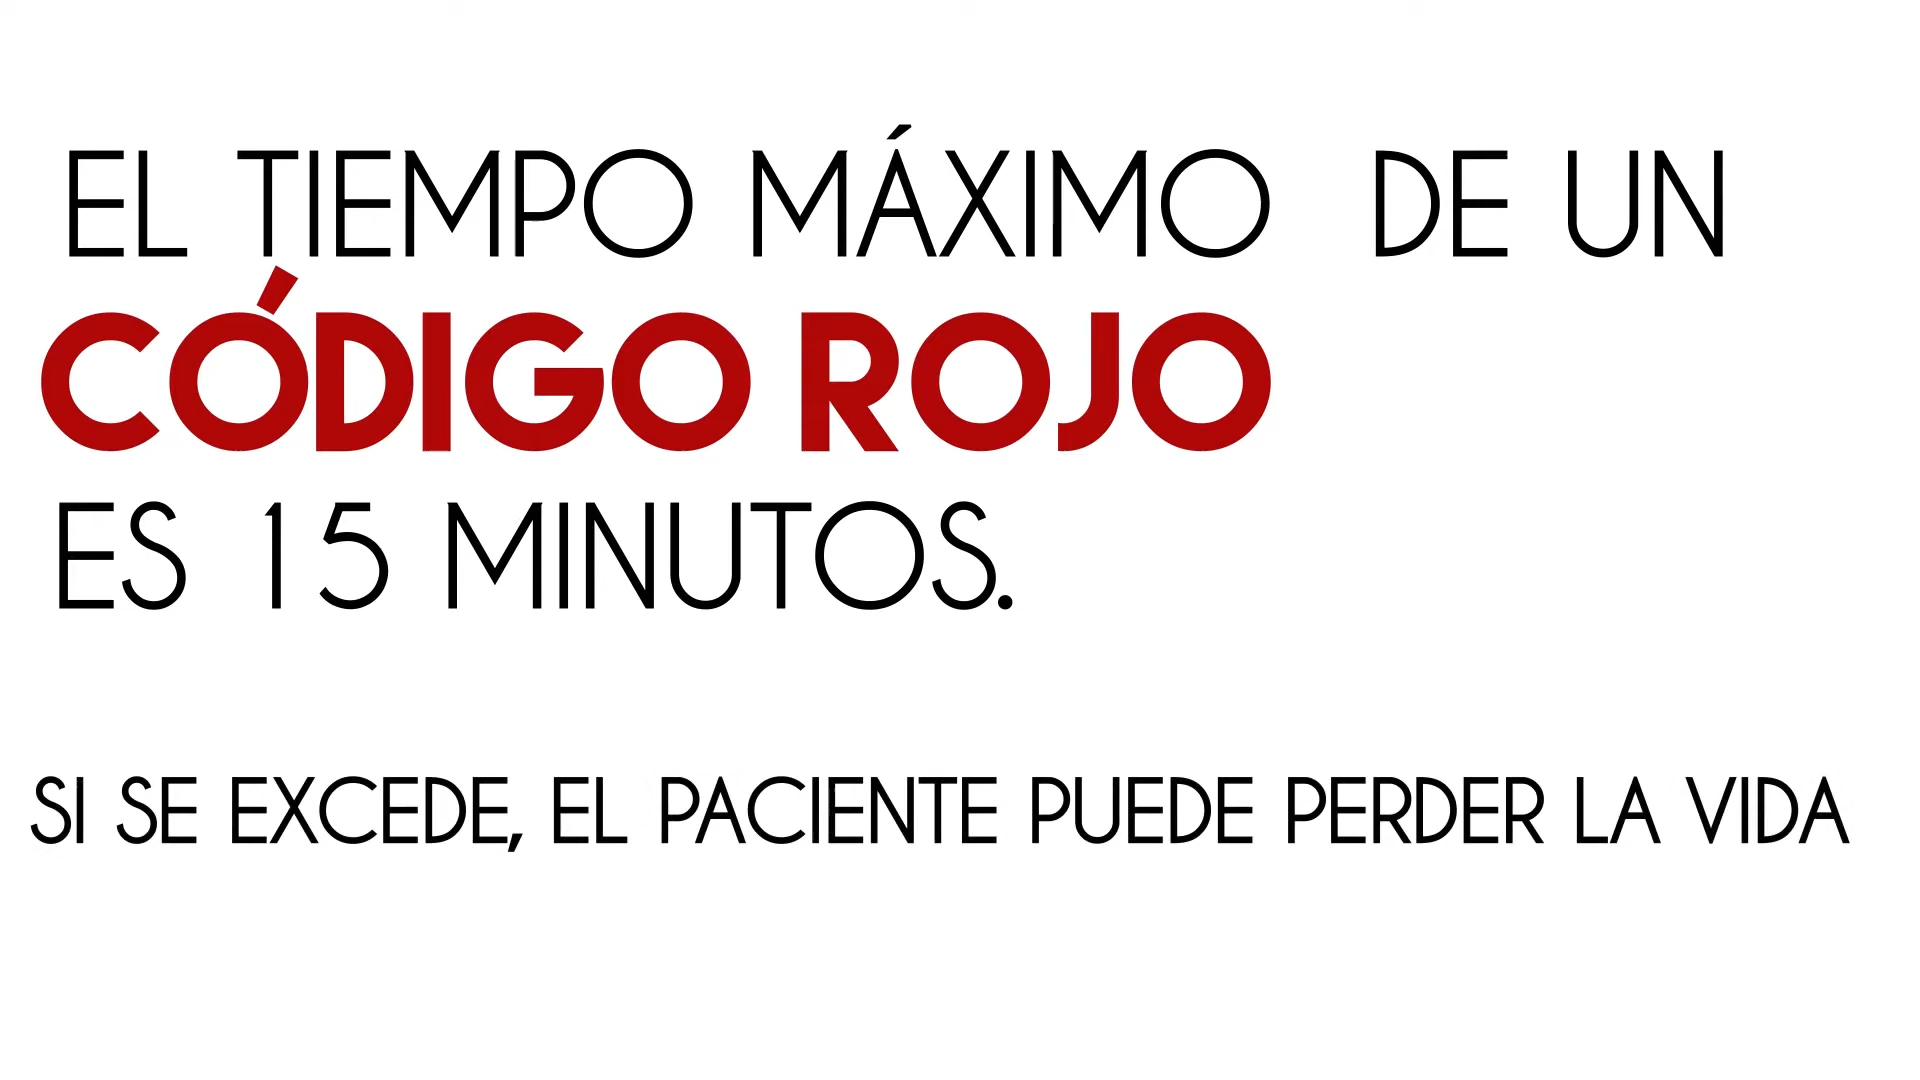 EL TIEMPO MÁXIMO DE UN
CÓDIGO ROJO
ES 15 MINUTOS.
SI SE EXCEDE, EL PACIENTE PUEDE PERDER LA VIDA